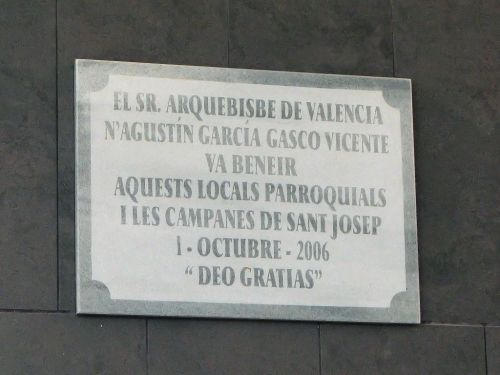 EL SR. ARQUEBISBE DE VALENCIA
N'AGUSTÍN GARCÍA GASCO VICENTE
VA BENEIR
AQUESTS LOCALS PARROQUIALS
I LES CAMPANES DE SANT JOSEP
1 - OCTUBRE - 2006
"DEO GRATIAS"